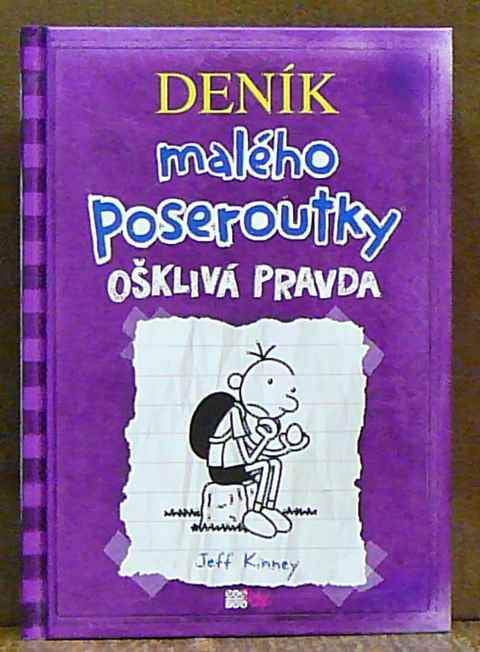 DENÍK
malého
Poseroutky
OŠKLIVÁ PRAVDA
Jeff Kinney